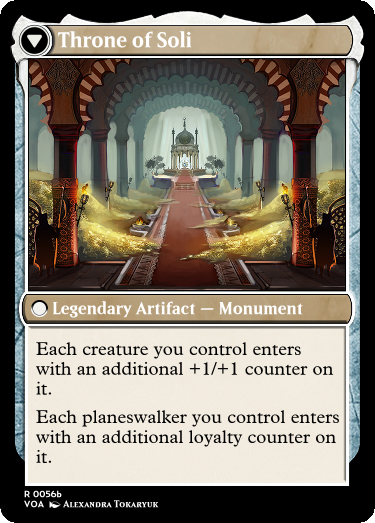 Throne of Soli
Legendary Artifact — Monument
Each creature you control enters
with an additional +1/+1 counter on
it.
Each planeswalker you control enters
with an additional loyalty counter on
it.
R 0056b
VOA Alexandra Tokaryuk